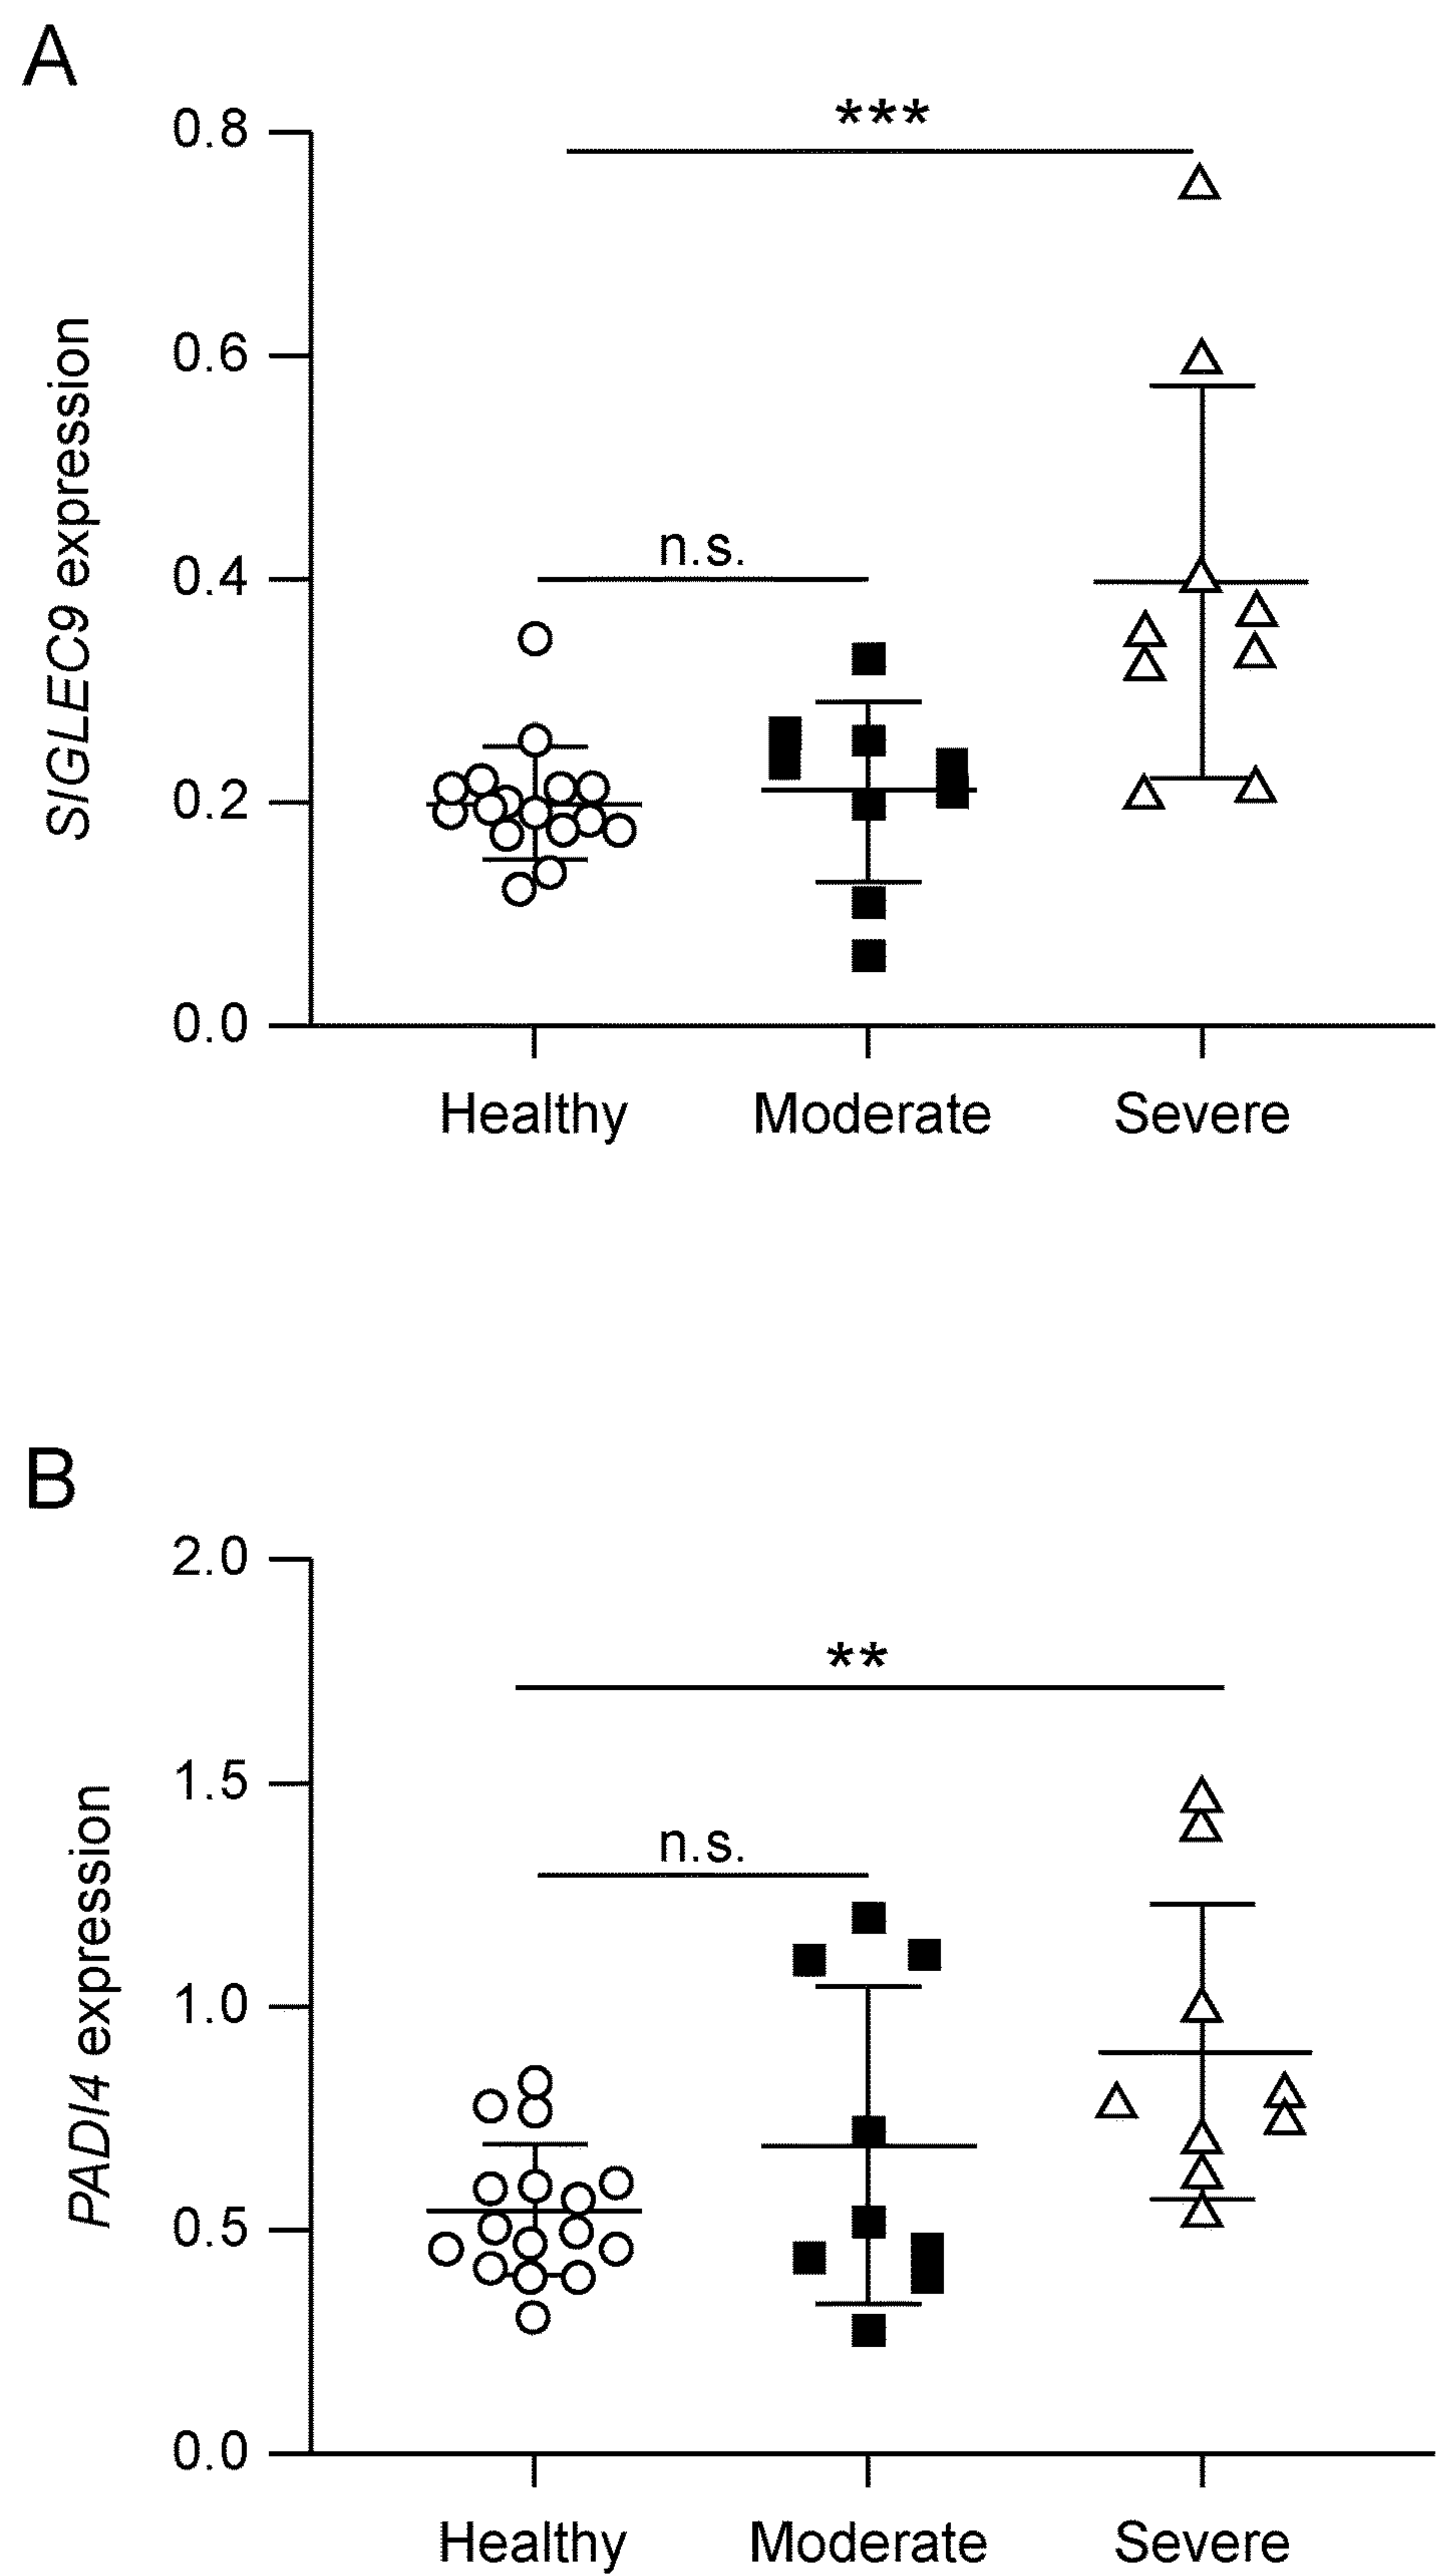 A
0.8
***
0.6
SIGLEC9 expression
n.s.
0.4
0.2
0.0
Healthy Moderate Severe
B
2.0
**
1.5
n.s.
PADI4 expression
1.0
0.5
0.0
Healthy Moderate Severe